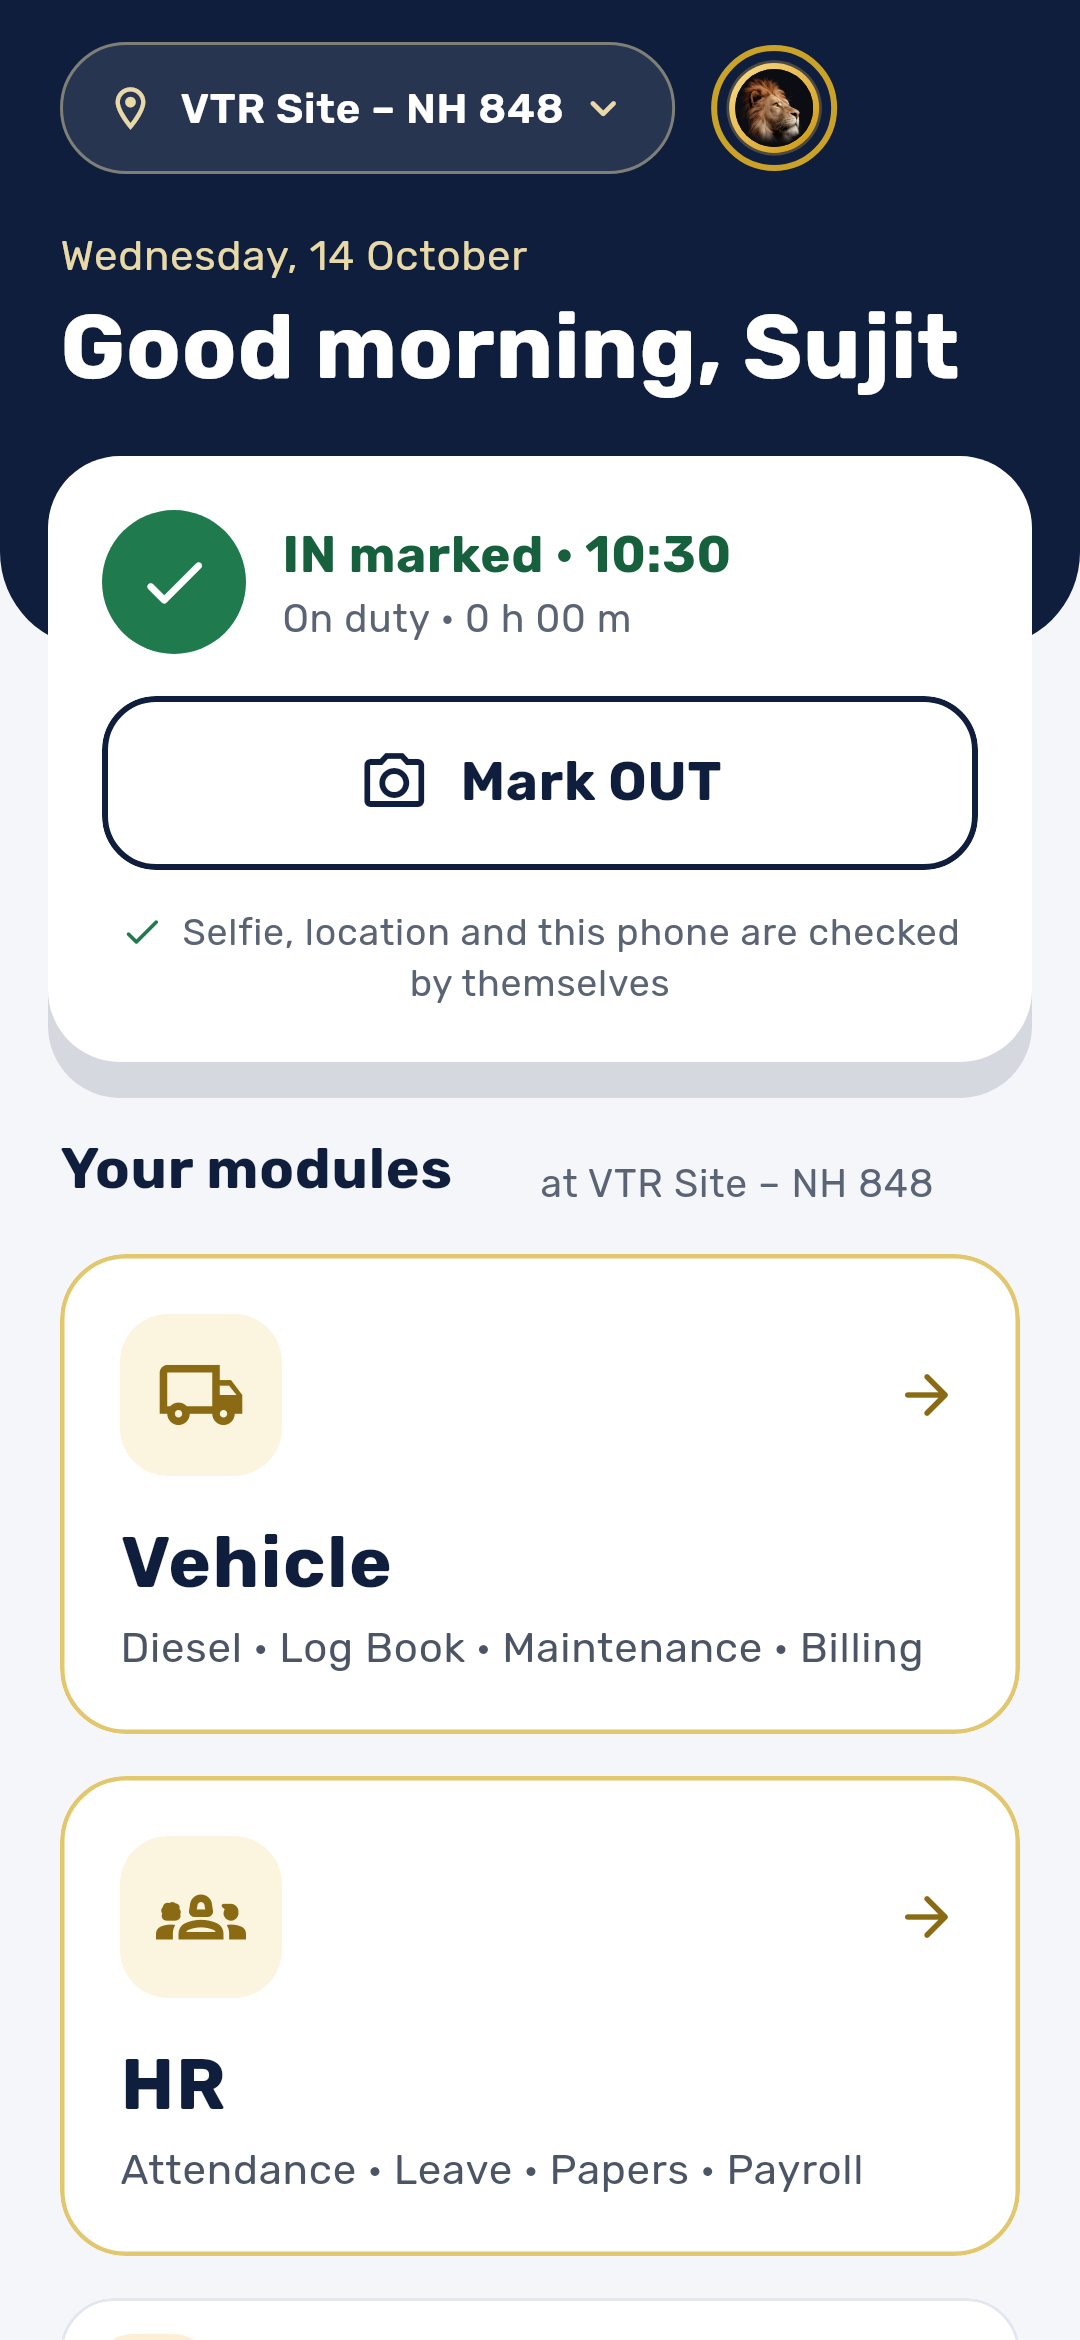 VTR Site – NH 848
Wednesday, 14 October
Good morning, Sujit
IN marked • 10:30
On duty • 0 h 00 m
Mark OUT
Selfie, location and this phone are checked
by themselves
Your modules
at VTR Site – NH 848
Vehicle
Diesel • Log Book • Maintenance • Billing
HR
Attendance • Leave • Papers • Payroll